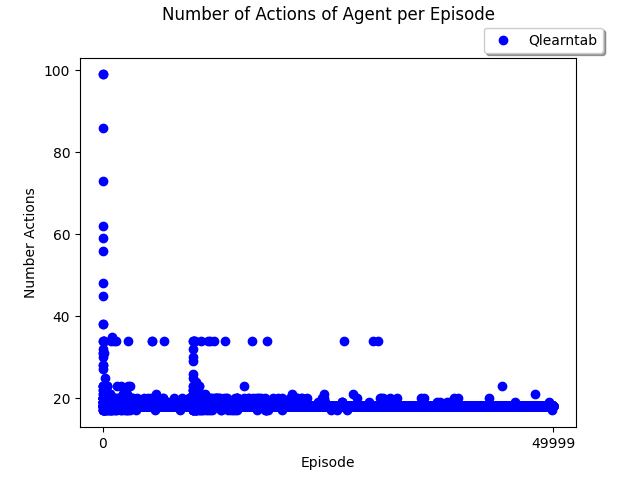 Number of Actions of Agent per Episode
Qlearntab
100
80
60
40
20
Number Actions
0
49999
Episode